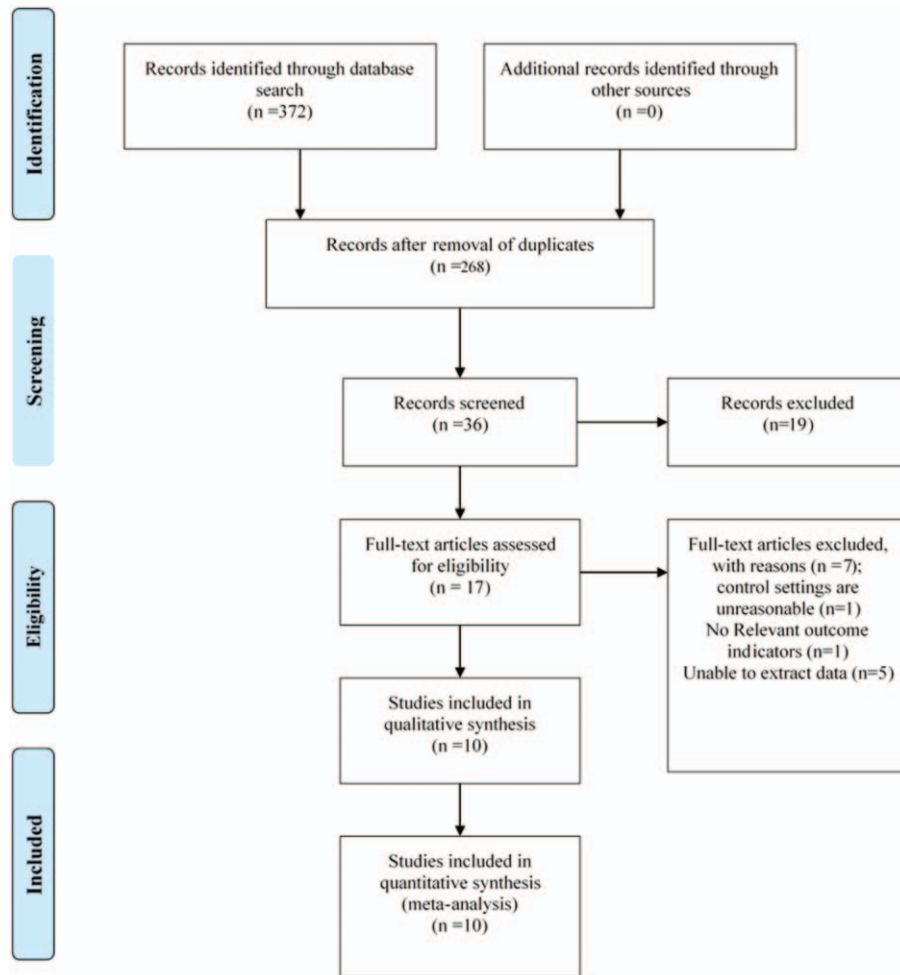 Identification
Records identified through database
search
(n =372)
Additional records identified through
other sources
(n =0)
Records after removal of duplicates
(n =268)
Screening
Records screened
(n =36)
Records excluded
(n=19)
Eligibility
Full-text articles assessed
for eligibility
(n = 17)
Full-text articles excluded,
with reasons (n =7);
control settings are
unreasonable (n=1)
No Relevant outcome
indicators (n=1)
Unable to extract data (n=5)
Studies included in
qualitative synthesis
(n =10)
Included
Studies included in
quantitative synthesis
(meta-analysis)
(n =10)